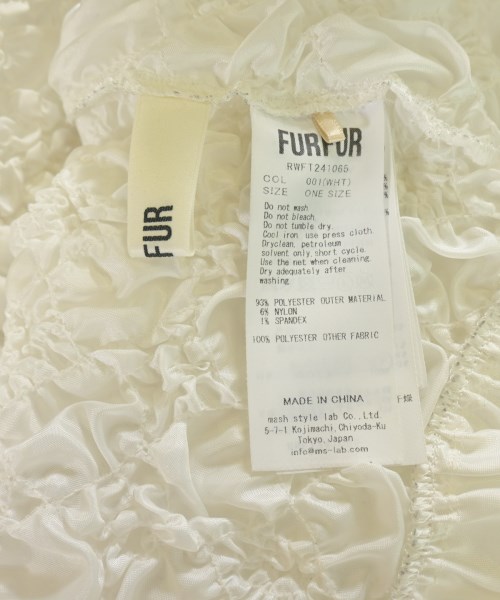 FUR
FURFUR
RWFT241065
COL 001(WHT)
SIZE ONE SIZE
Do not wash.
Do not bleach.
Do not tumble dry.
Cool iron. use press cloth.
Dryclean, petroleum
solvent only, short cycle.
Use the net when cleaning.
Dry adequately after
washing.
93% POLYESTER OUTER MATERIAL
6% NYLON
1% SPANDEX
100% POLYESTER OTHER FABRIC
MADE IN CHINA
mash style lab Co., Ltd.
5-7-1 Kojimachi, Chiyoda-Ku
Tokyo, Japan
info@ms-lab.com